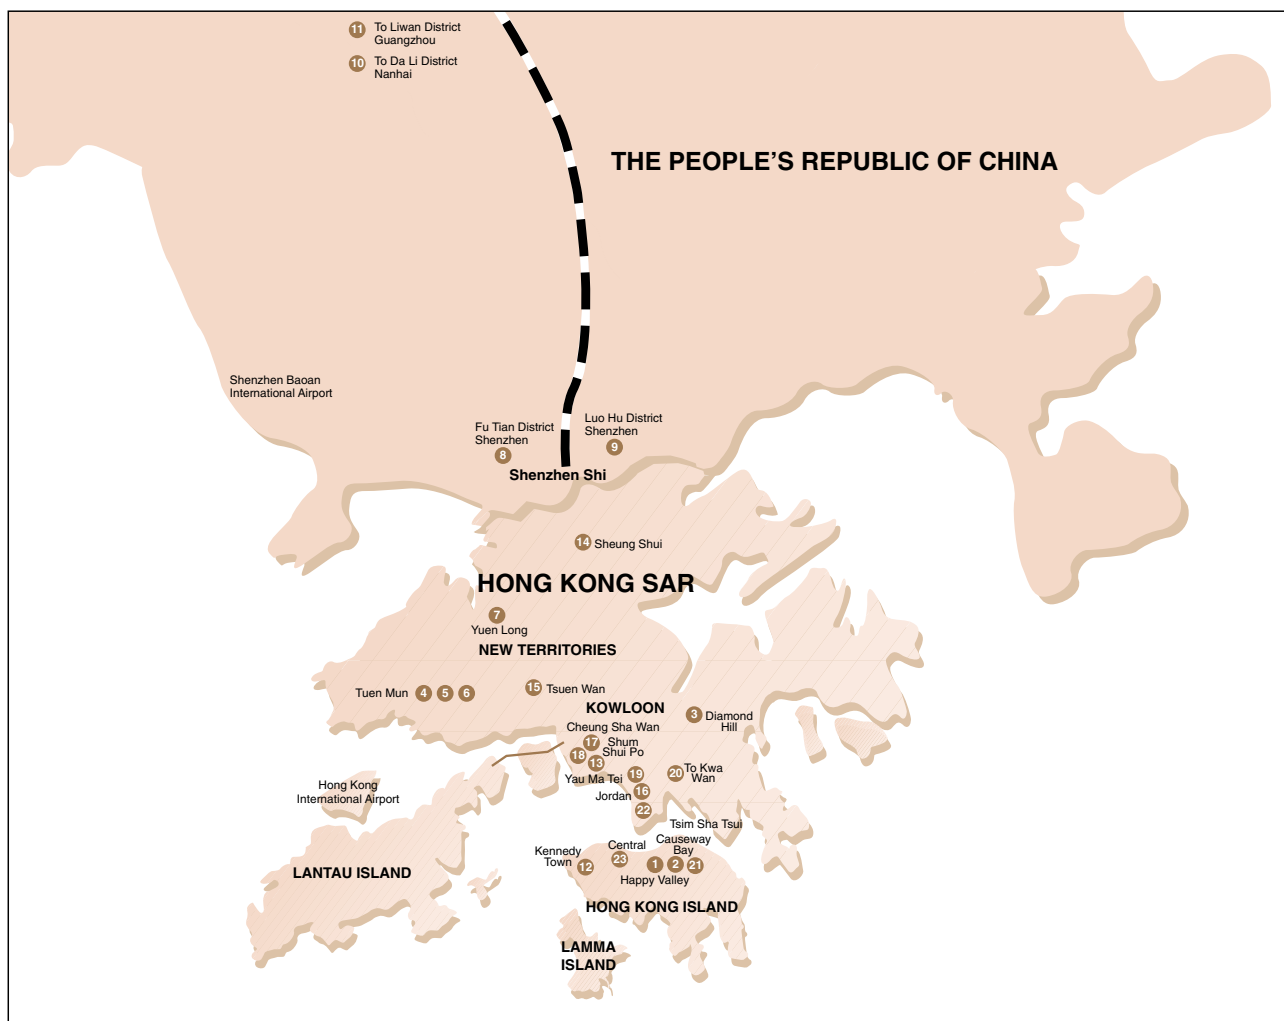 11 To Liwan District
Guangzhou
10 To Da Li District
Nanhai
THE PEOPLE’S REPUBLIC OF CHINA
Shenzhen Baoan
International Airport
Fu Tian District
Shenzhen
8
Luo Hu District
Shenzhen
9
Shenzhen Shi
14 Sheung Shui
HONG KONG SAR
7
Yuen Long
NEW TERRITORIES
Tuen Mun 4 5 6
15 Tsuen Wan
KOWLOON
3 Diamond
Hill
Cheung Sha Wan
17 Shum
18 Shui Po
13
Yau Ma Tei 19
20 To Kwa
Wan
Jordan 16
22
Tsim Sha Tsui
Hong Kong
International Airport
Causeway
Bay
Central
Kennedy
Town 12
23
1 2 21
Happy Valley
LANTAU ISLAND
HONG KONG ISLAND
LAMMA
ISLAND